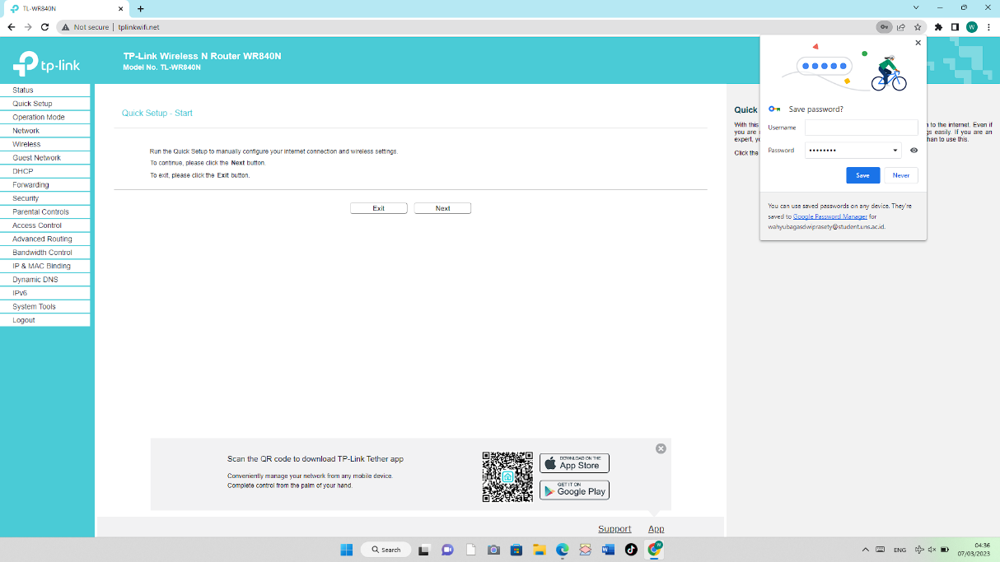 TL-WR840N
Not secure
tplinkwifi.net
W
tp-link
TP-Link Wireless N Router WR840N
Model No. TL-WR840N
Status
Quick Setup
Operation Mode
Network
Wireless
Guest Network
DHCP
Forwarding
Security
Parental Controls
Access Control
Advanced Routing
Bandwidth Control
IP & MAC Binding
Dynamic DNS
IPv6
System Tools
Logout
Quick Setup - Start
Run the Quick Setup to manually configure your internet connection and wireless settings.
To continue, please click the Next button.
To exit, please click the Exit button.
Exit
Next
Quick
With this
n to the internet. Even if
you are
gs easily. If you are an
expert, yo
than to use this.
Click the
Save password?
Username
Password
••••••••
Save
Never
You can use saved passwords on any device. They're
saved to Google Password Manager for
wahyubagasdwiprasety@student.uns.ac.id.
Scan the QR code to download TP-Link Tether app
Conveniently manage your network from any mobile device.
Complete control from the palm of your hand.
DOWNLOAD ON THE
App Store
GET IT ON
Google Play
Support
App
Search
W
ENG
04:36
07/03/2023